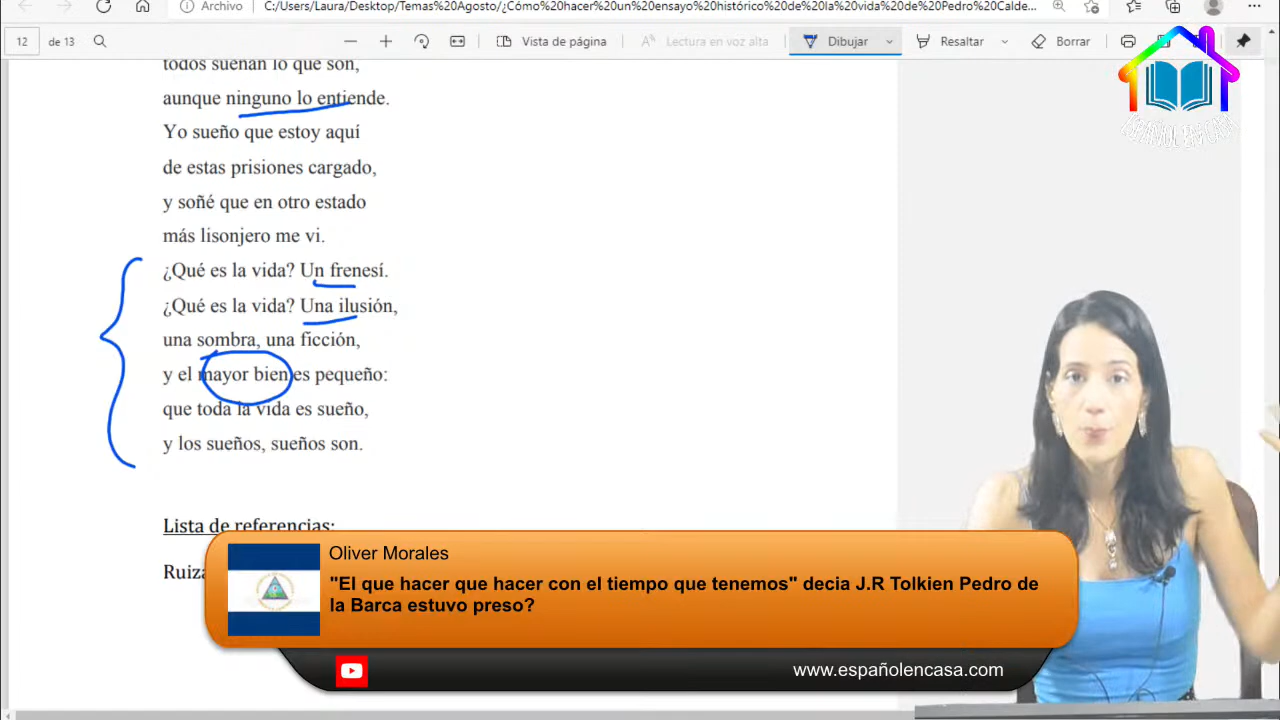 Archivo
C:/Users/Laura/Desktop/Temas%20Agosto/¿Cómo%20hacer%20un%20ensayo%20histórico%20de%20la%20vida%20de%20Pedro%20Calde...
12 de 13
Vista de página
Lectura en voz alta
Dibujar
Resaltar
Borrar
ESPAÑOL EN CASA
todos sueñan lo que son,
aunque ninguno lo entiende.
Yo sueño que estoy aquí
de estas prisiones cargado,
y soñé que en otro estado
más lisonjero me vi.
¿Qué es la vida? Un frenesí.
¿Qué es la vida? Una ilusión,
una sombra, una ficción,
y el mayor bien es pequeño:
que toda la vida es sueño,
y los sueños, sueños son.
Lista de referencias:
Oliver Morales
"El que hacer que hacer con el tiempo que tenemos" decia J.R Tolkien Pedro de
la Barca estuvo preso?
www.españolencasa.com